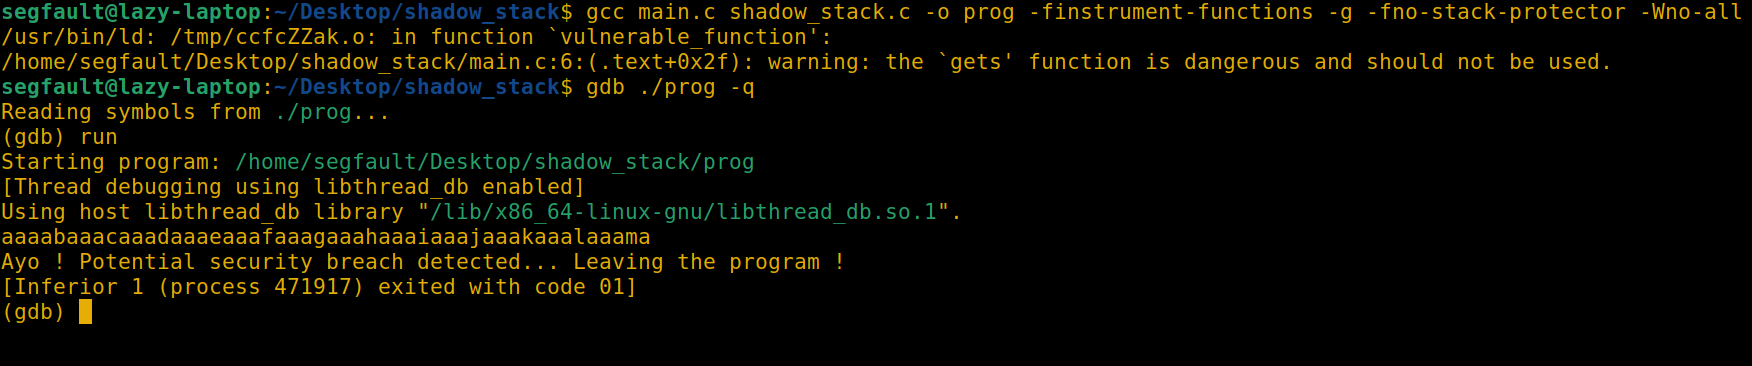 segfault@lazy-laptop:~/Desktop/shadow_stack$ gcc main.c shadow_stack.c -o prog -finstrument-functions -g -fno-stack-protector -Wno-all
/usr/bin/ld: /tmp/ccfcZZak.o: in function `vulnerable_function':
/home/segfault/Desktop/shadow_stack/main.c:6:(.text+0x2f): warning: the `gets' function is dangerous and should not be used.
segfault@lazy-laptop:~/Desktop/shadow_stack$ gdb ./prog -q
Reading symbols from ./prog...
(gdb) run
Starting program: /home/segfault/Desktop/shadow_stack/prog
[Thread debugging using libthread_db enabled]
Using host libthread_db library "/lib/x86_64-linux-gnu/libthread_db.so.1".
aaaabaaacaaadaaaeaaafaaagaaahaaaiaaajaaakaaalaaama
Ayo ! Potential security breach detected... Leaving the program !
[Inferior 1 (process 471917) exited with code 01]
(gdb)